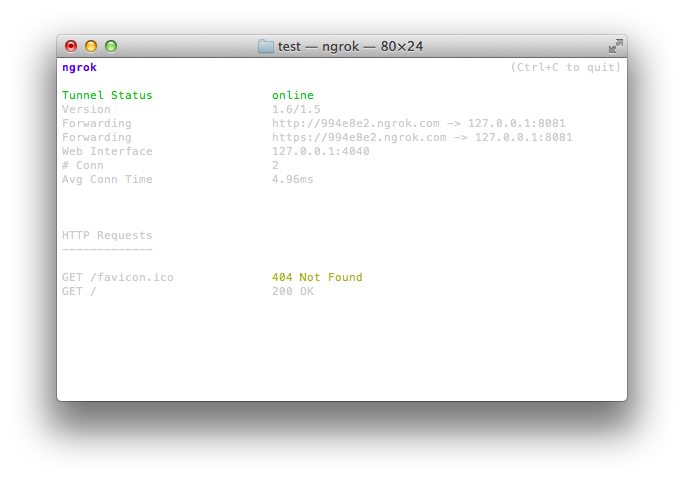 test — ngrok — 80×24
ngrok (Ctrl+C to quit)
Tunnel Status online
Version 1.6/1.5
Forwarding http://994e8e2.ngrok.com -> 127.0.0.1:8081
Forwarding https://994e8e2.ngrok.com -> 127.0.0.1:8081
Web Interface 127.0.0.1:4040
# Conn 2
Avg Conn Time 4.96ms
HTTP Requests
-------------
GET /favicon.ico 404 Not Found
GET / 200 OK